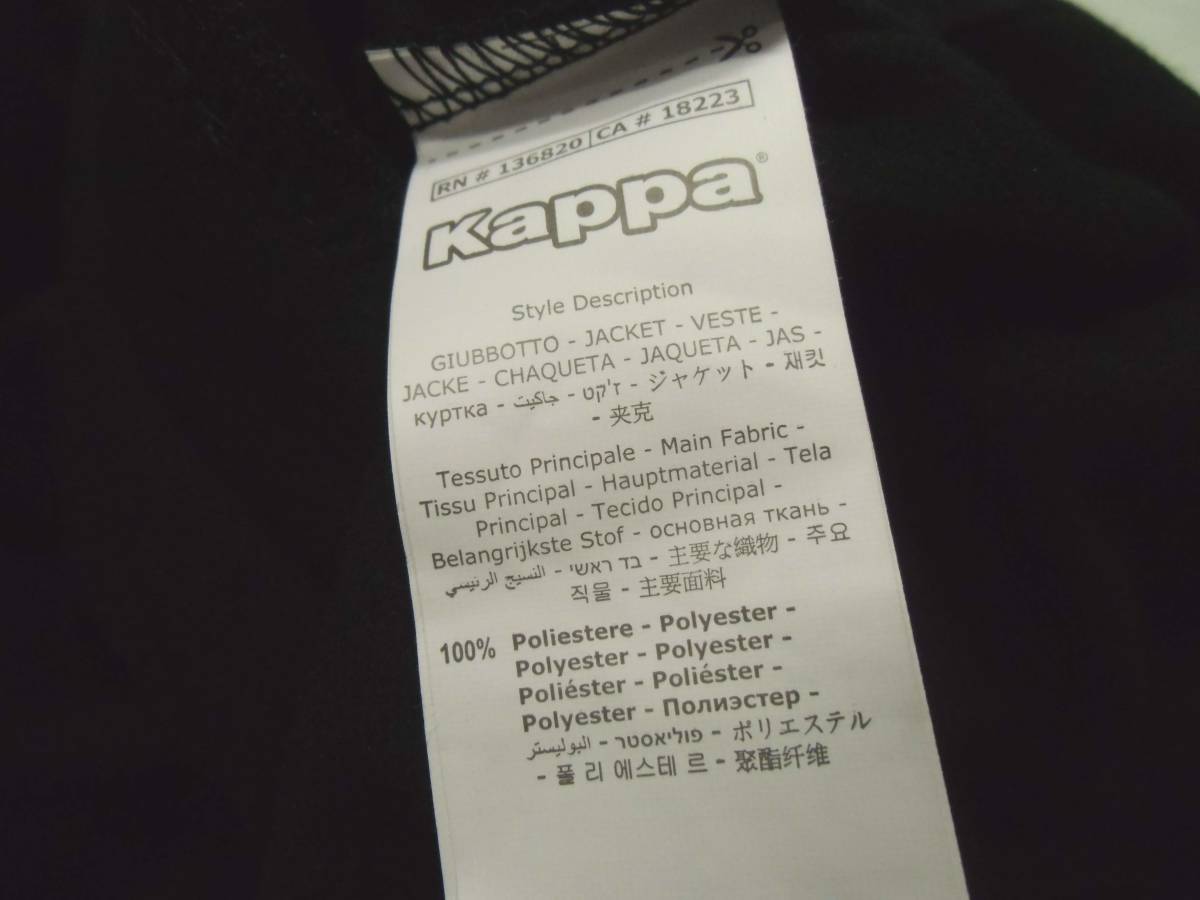 RN # 136820 CA # 18223
Kappa®
Style Description
GIUBBOTTO - JACKET - VESTE -
JACKE - CHAQUETA - JAQUETA - JAS -
куртка - جاكيت - ז'קט - ジャケット - 재킷
- 夹克
Tessuto Principale - Main Fabric -
Tissu Principal - Hauptmaterial - Tela
Principal - Tecido Principal -
Belangrijkste Stof - основная ткань -
النسيج الرئيسي - בד ראשי - 主要な織物 - 주요
직물 - 主要面料
100% Poliestere - Polyester -
Polyester - Polyester -
Poliéster - Poliéster -
Polyester - Полиэстер -
البوليستر - פוליאסטר - ポリエステル
- 폴 리 에스테 르 - 聚酯纤维